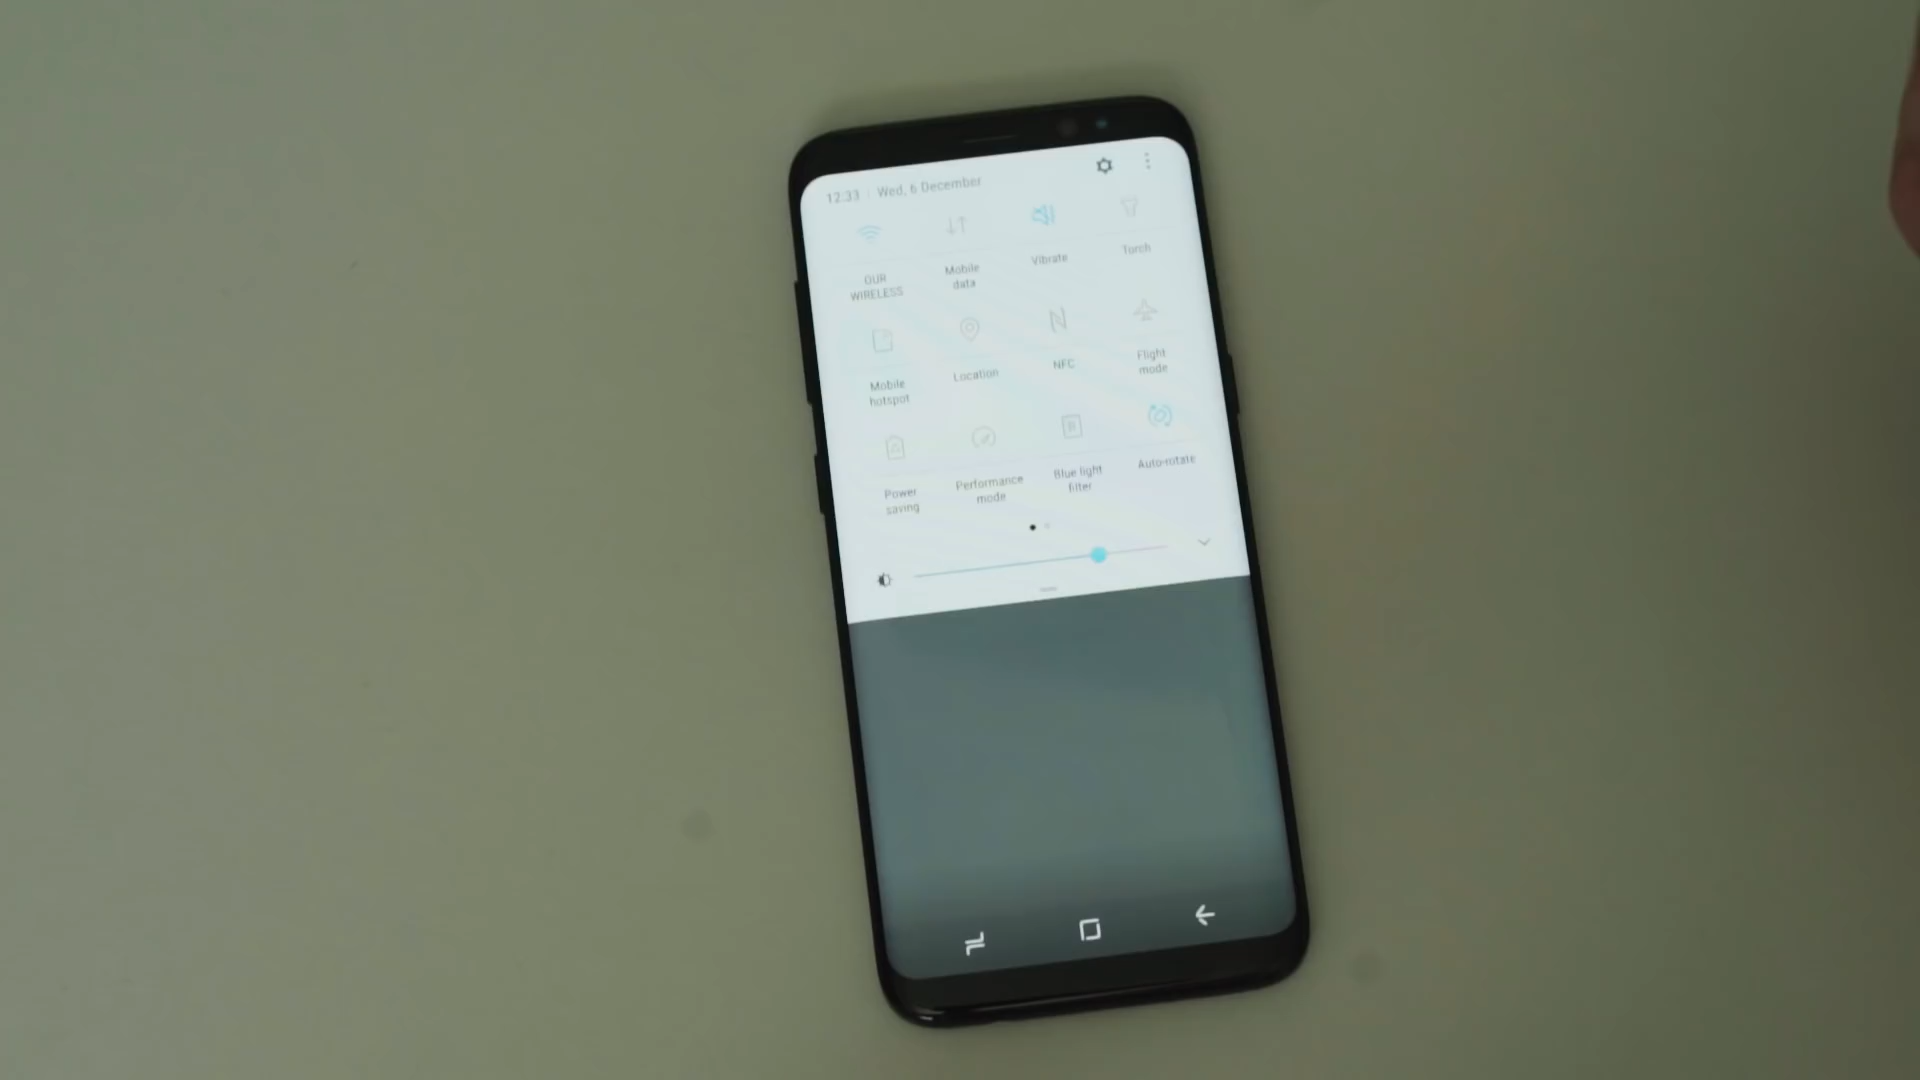 12:33 Wed, 6 December
OUR
WIRELESS
Mobile
data
Vibrate
Torch
Mobile
hotspot
Location
NFC
Flight
mode
Power
saving
Performance
mode
Blue light
filter
Auto-rotate